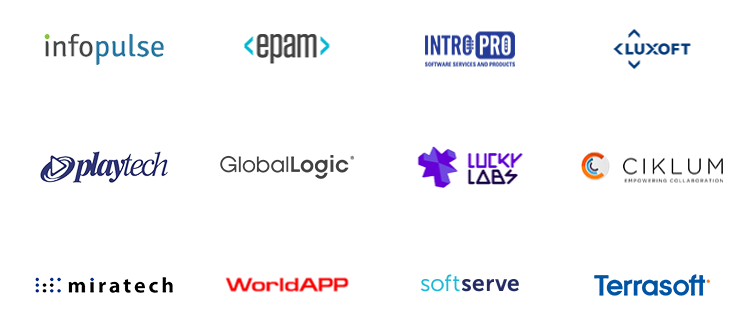 infopulse
<epam>
INTRO PRO
SOFTWARE SERVICES AND PRODUCTS
LUXOFT
playtech
GlobalLogic®
LUCKY
LABS
CIKLUM
EMPOWERING COLLABORATION
miratech
WorldAPP
softserve
Terrasoft